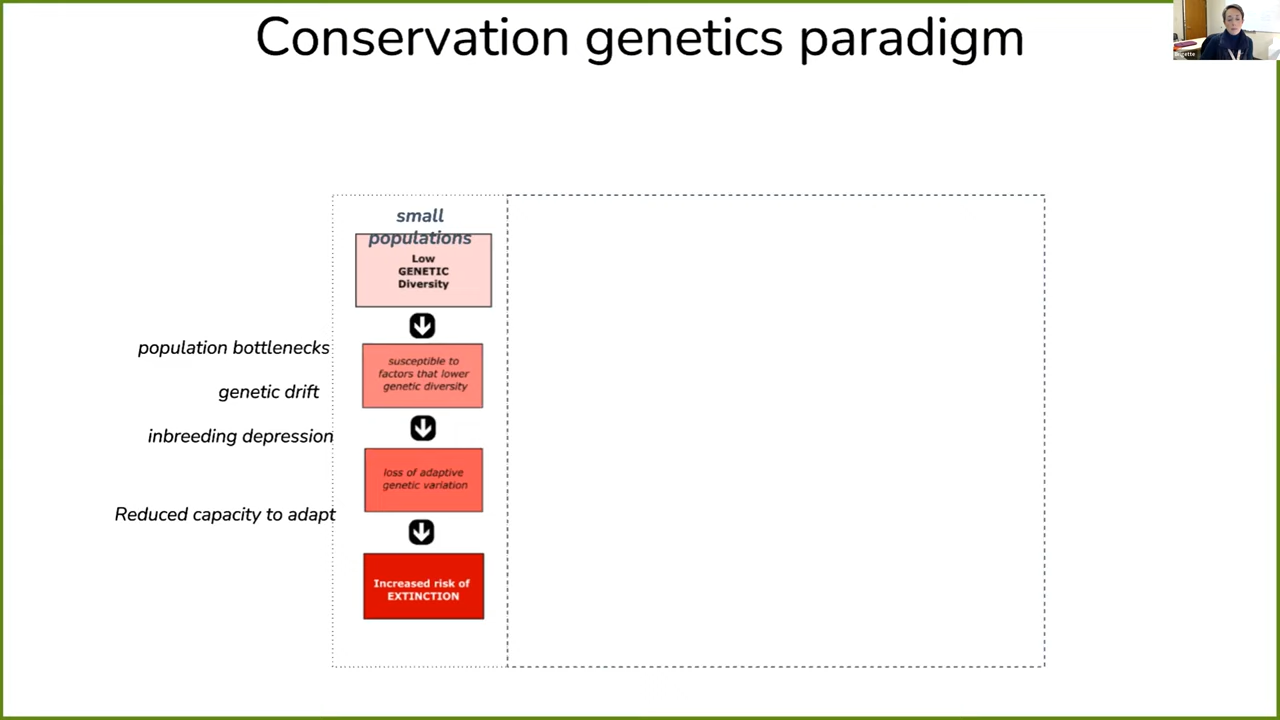 Conservation genetics paradigm
small
populations
Low
GENETIC
Diversity
population bottlenecks
susceptible to
factors that lower
genetic diversity
genetic drift
inbreeding depression
loss of adaptive
genetic variation
Reduced capacity to adapt
Increased risk of
EXTINCTION